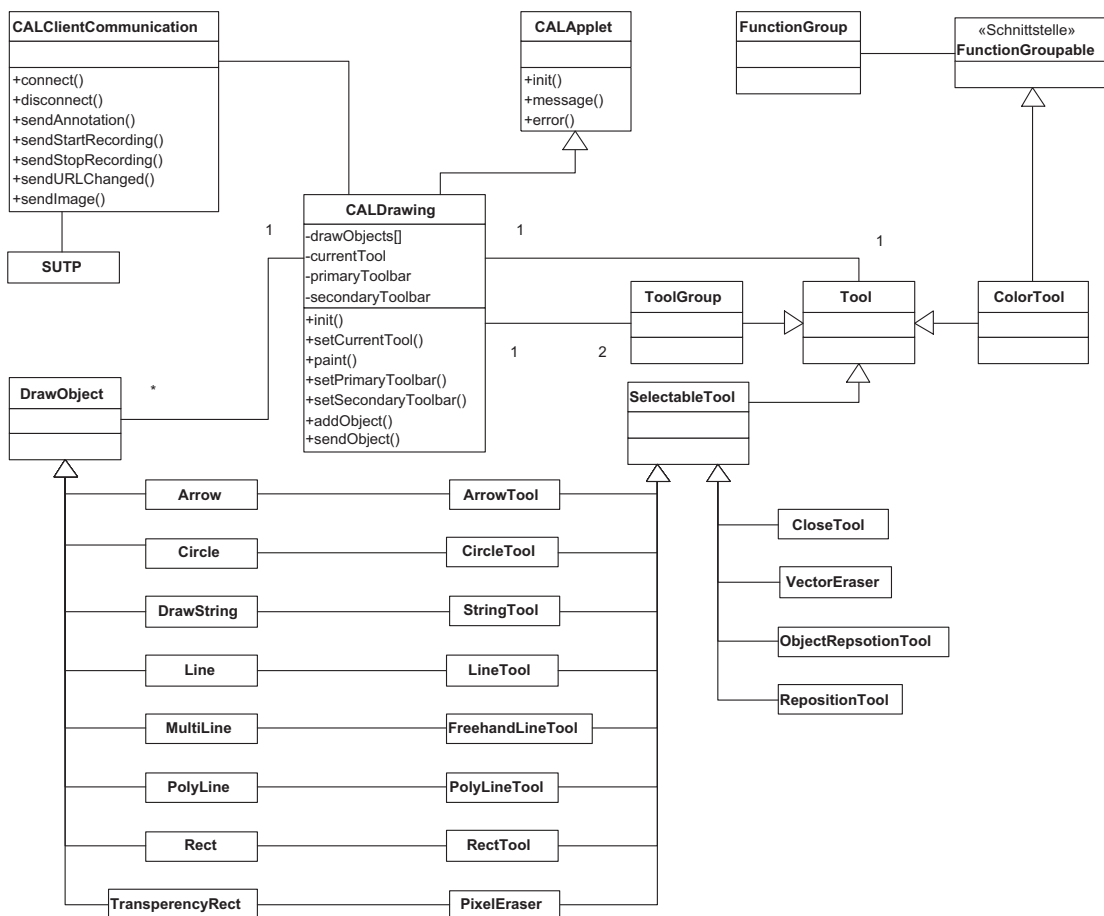 CALClientCommunication
+connect()
+disconnect()
+sendAnnotation()
+sendStartRecording()
+sendStopRecording()
+sendURLChanged()
+sendImage()
SUTP
CALApplet
+init()
+message()
+error()
FunctionGroup
«Schnittstelle»
FunctionGroupable
CALDrawing
-drawObjects[]
-currentTool
-primaryToolbar
-secondaryToolbar
+init()
+setCurrentTool()
+paint()
+setPrimaryToolbar()
+setSecondaryToolbar()
+addObject()
+sendObject()
1
*
1
1
1
2
ToolGroup
Tool
ColorTool
DrawObject
SelectableTool
Arrow
ArrowTool
Circle
CircleTool
DrawString
StringTool
Line
LineTool
MultiLine
FreehandLineTool
PolyLine
PolyLineTool
Rect
RectTool
TransperencyRect
PixelEraser
CloseTool
VectorEraser
ObjectRepsotionTool
RepositionTool